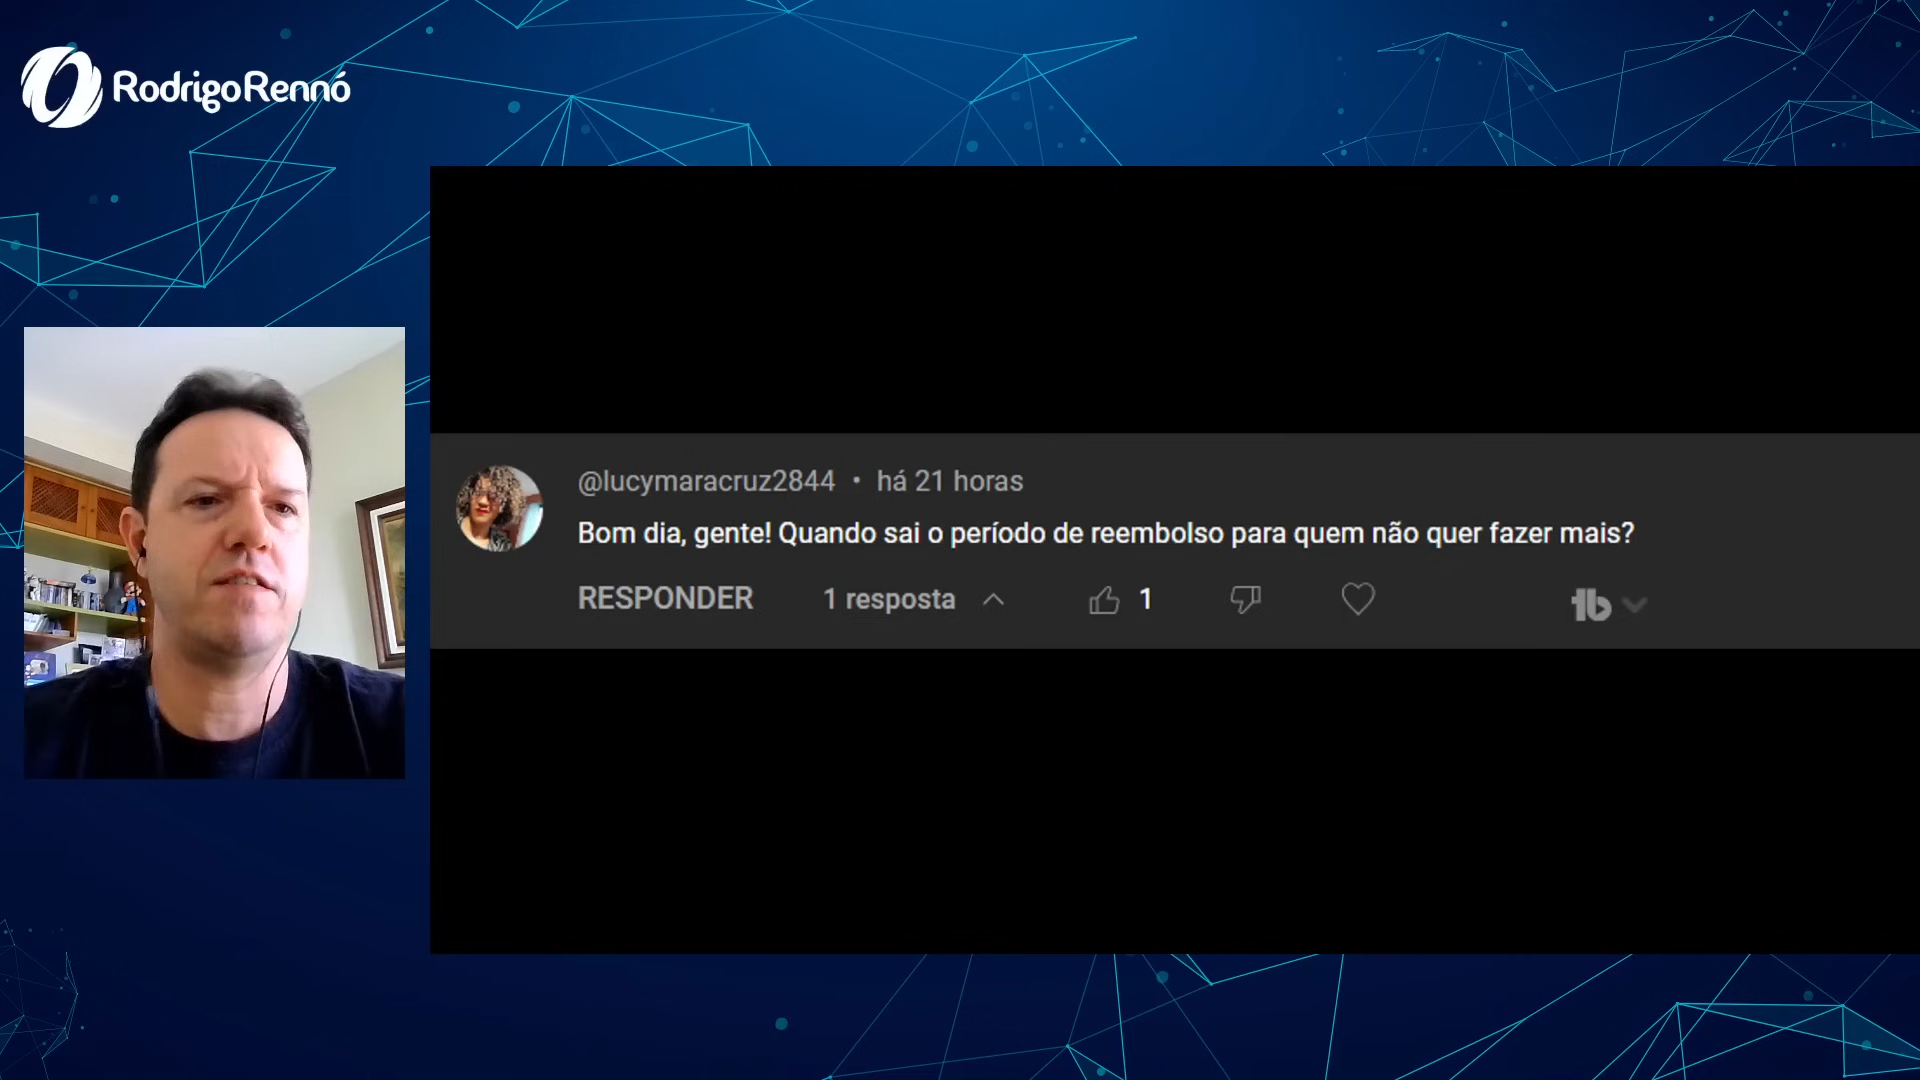 RodrigoRennó
@lucymaracruz2844 • há 21 horas
Bom dia, gente! Quando sai o período de reembolso para quem não quer fazer mais?
RESPONDER 1 resposta 1 tb